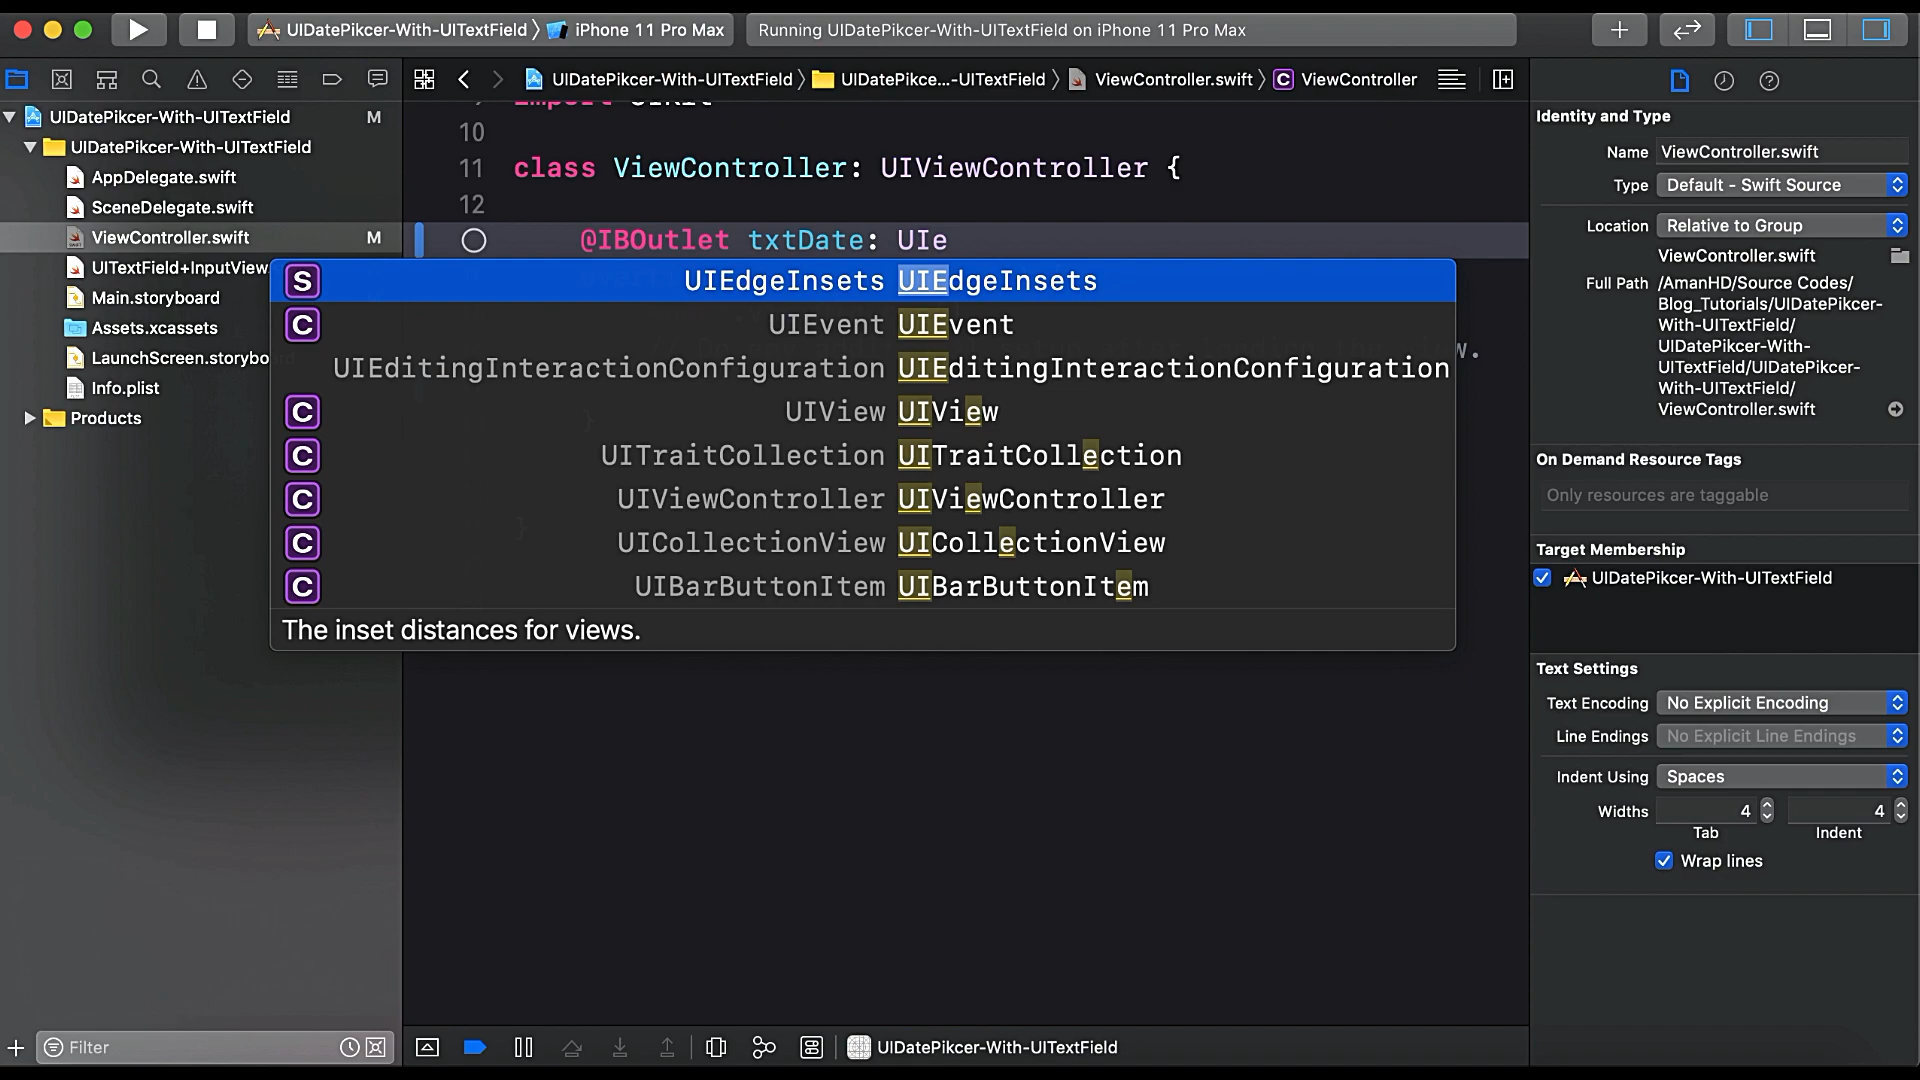 UIDatePikcer-With-UITextField 〉 iPhone 11 Pro Max
Running UIDatePikcer-With-UITextField on iPhone 11 Pro Max
UIDatePikcer-With-UITextField 〉 UIDatePikce...-UITextField 〉 ViewController.swift 〉 C ViewController
UIDatePikcer-With-UITextField M
UIDatePikcer-With-UITextField
AppDelegate.swift
SceneDelegate.swift
ViewController.swift M
UITextField+InputView
Main.storyboard
Assets.xcassets
LaunchScreen.storybo
Info.plist
Products
Filter
9 import UIKit
10
11 class ViewController: UIViewController {
12
@IBOutlet txtDate: UIe
S UIEdgeInsets UIEdgeInsets
C UIEvent UIEvent
UIEditingInteractionConfiguration UIEditingInteractionConfiguration
C UIView UIView
C UITraitCollection UITraitCollection
C UIViewController UIViewController
C UICollectionView UICollectionView
C UIBarButtonItem UIBarButtonItem
The inset distances for views.
UIDatePikcer-With-UITextField
Identity and Type
Name ViewController.swift
Type Default - Swift Source
Location Relative to Group
ViewController.swift
Full Path /AmanHD/Source Codes/
Blog_Tutorials/UIDatePikcer-
With-UITextField/
UIDatePikcer-With-
UITextField/UIDatePikcer-
With-UITextField/
ViewController.swift
On Demand Resource Tags
Only resources are taggable
Target Membership
UIDatePikcer-With-UITextField
Text Settings
Text Encoding No Explicit Encoding
Line Endings No Explicit Line Endings
Indent Using Spaces
Widths 4 4
Tab Indent
Wrap lines